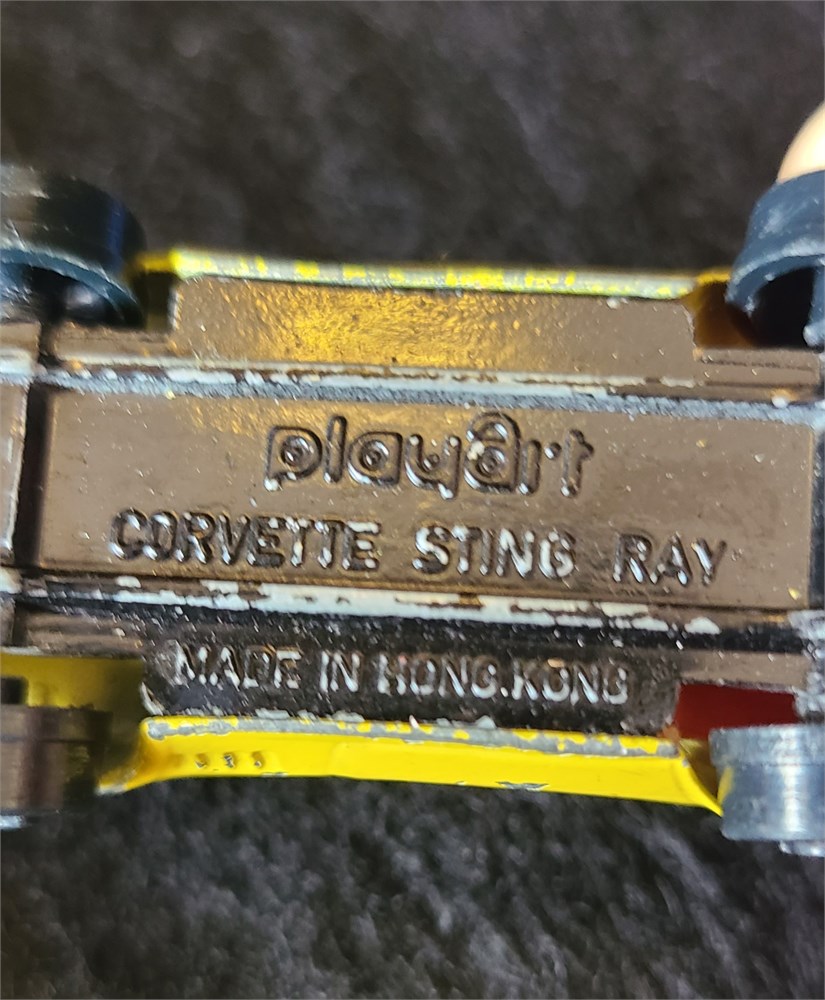 playart
CORVETTE STING RAY
MADE IN HONG.KONG